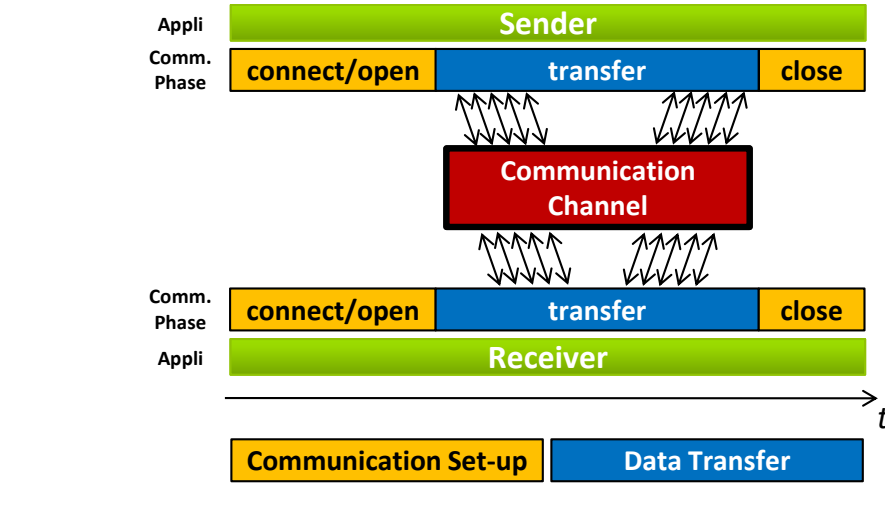 Appli
Sender
Comm.
Phase
connect/open
transfer
close
Communication
Channel
Comm.
Phase
connect/open
transfer
close
Appli
Receiver
t
Communication Set-up
Data Transfer